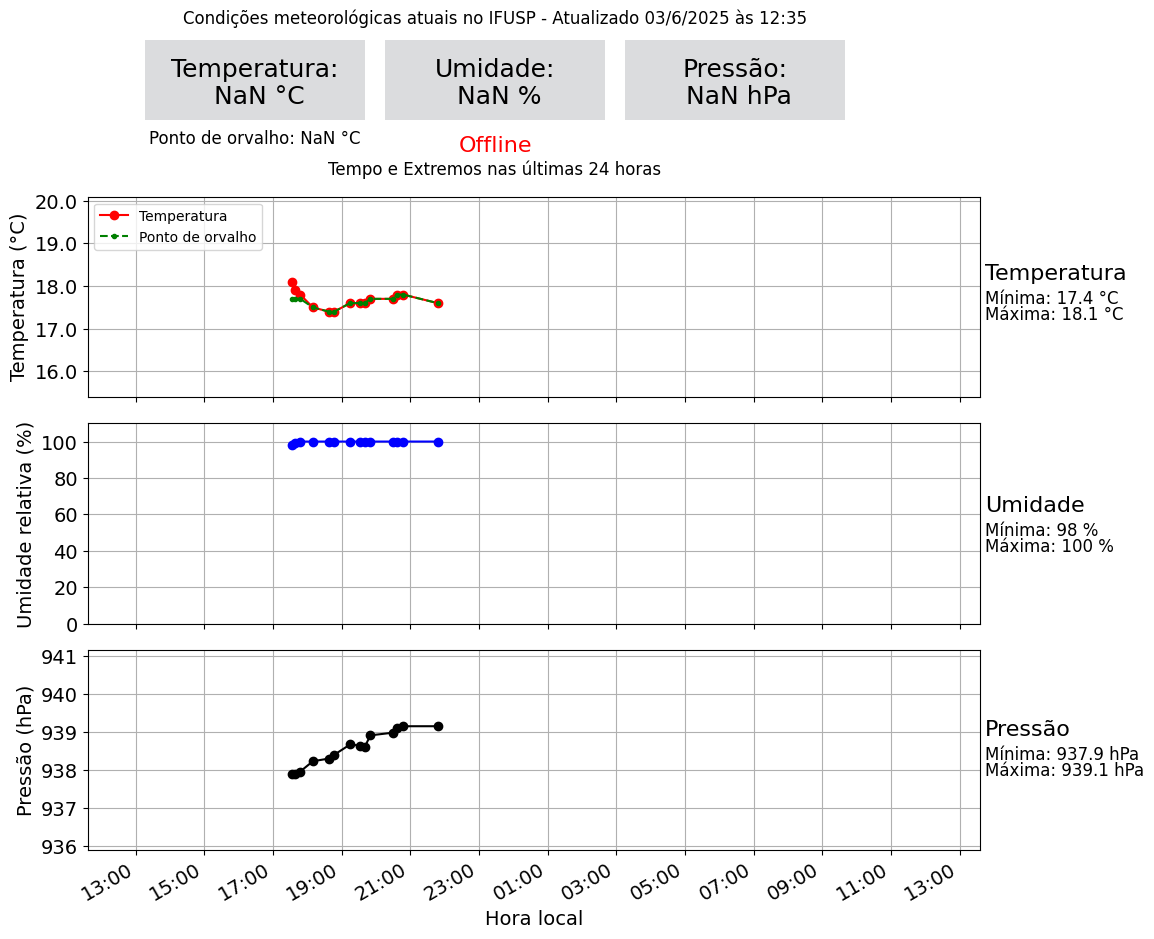 Condições meteorológicas atuais no IFUSP - Atualizado 03/6/2025 às 12:35
Temperatura:
NaN °C
Umidade:
NaN %
Pressão:
NaN hPa
Ponto de orvalho: NaN °C
Offline
Tempo e Extremos nas últimas 24 horas
Temperatura (°C)
20.0
19.0
18.0
17.0
16.0
Temperatura
Ponto de orvalho
Temperatura
Mínima: 17.4 °C
Máxima: 18.1 °C
Umidade relativa (%)
100
80
60
40
20
0
Umidade
Mínima: 98 %
Máxima: 100 %
Pressão (hPa)
941
940
939
938
937
936
Pressão
Mínima: 937.9 hPa
Máxima: 939.1 hPa
13:00
15:00
17:00
19:00
21:00
23:00
01:00
03:00
05:00
07:00
09:00
11:00
13:00
Hora local